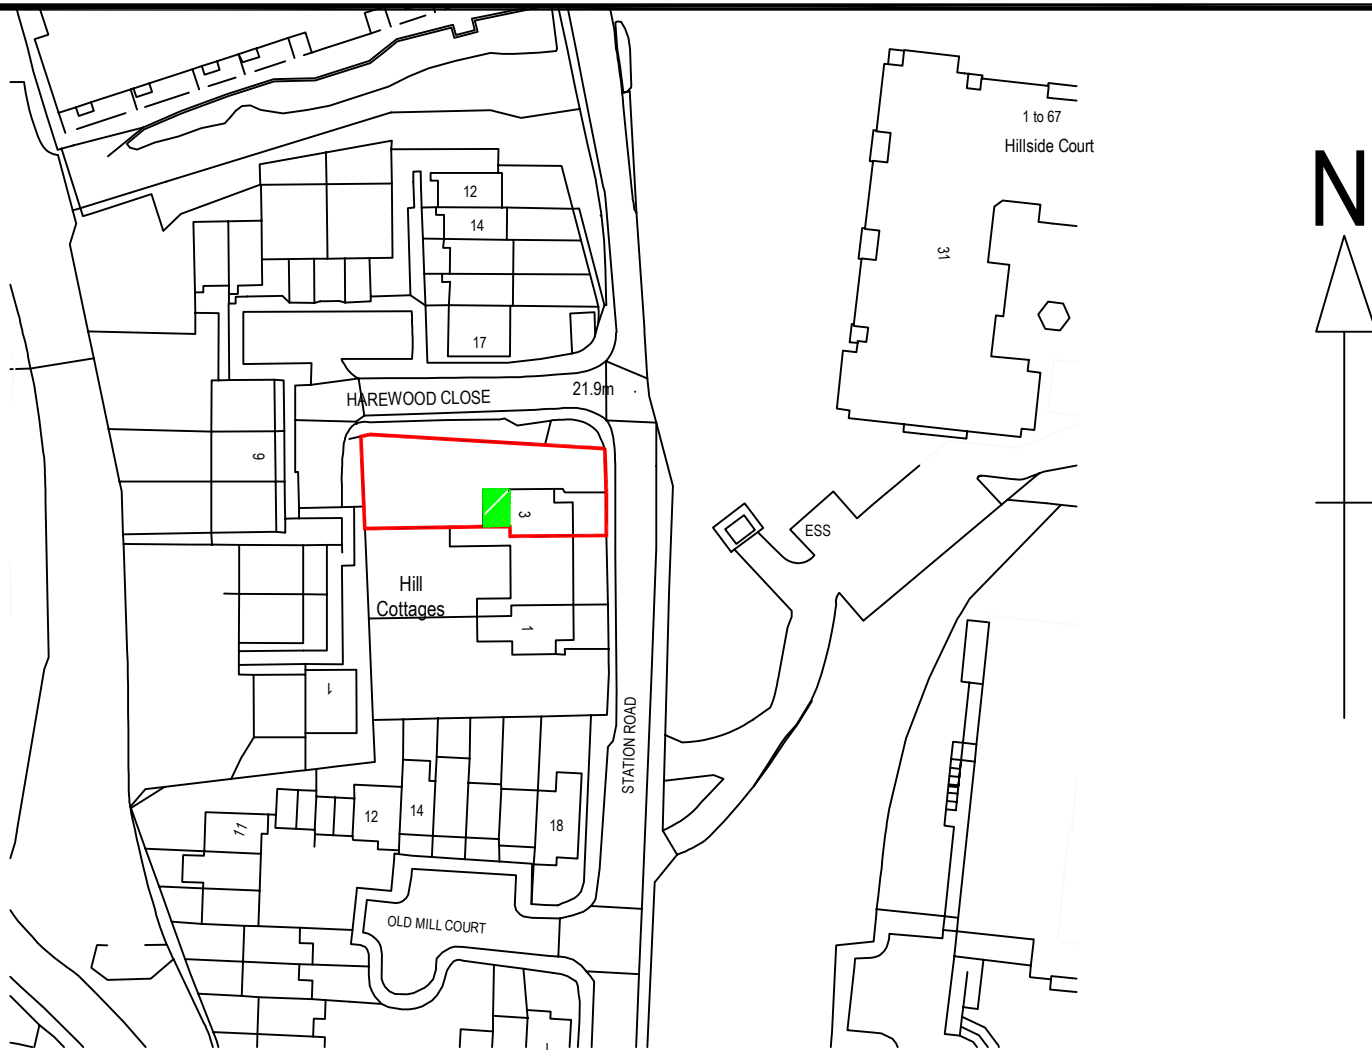 1 to 67
Hillside Court
N
12
14
31
17
HAREWOOD CLOSE
21.9m
9
3
ESS
Hill
Cottages
1
1
STATION ROAD
12
14
18
11
OLD MILL COURT